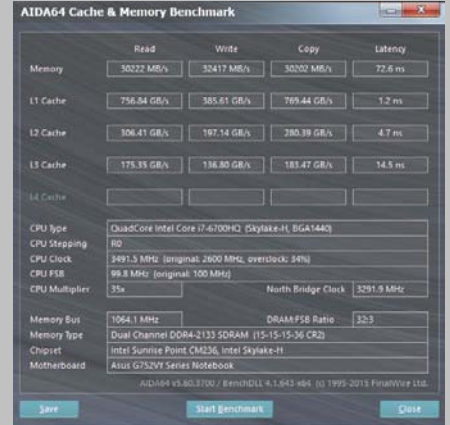 AIDA64 Cache & Memory Benchmark
Read Write Copy Latency
Memory 30222 MB/s 32417 MB/s 30202 MB/s 72.6 ns
L1 Cache 756.84 GB/s 385.61 GB/s 769.44 GB/s 1.2 ns
L2 Cache 306.41 GB/s 197.14 GB/s 280.39 GB/s 4.7 ns
L3 Cache 175.35 GB/s 136.80 GB/s 183.47 GB/s 14.5 ns
L4 Cache
CPU Type QuadCore Intel Core i7-6700HQ (Skylake-H, BGA1440)
CPU Stepping R0
CPU Clock 3491.5 MHz (original: 2600 MHz, overclock: 34%)
CPU FSB 99.8 MHz (original: 100 MHz)
CPU Multiplier 35x North Bridge Clock 3291.9 MHz
Memory Bus 1064.1 MHz DRAM:FSB Ratio 32:3
Memory Type Dual Channel DDR4-2133 SDRAM (15-15-15-36 CR2)
Chipset Intel Sunrise Point CM236, Intel Skylake-H
Motherboard Asus G752VY Series Notebook
AIDA64 v5.80.3700 / BenchDLL 4.1.643-x64 (c) 1995-2015 FinalWire Ltd.
Save Start Benchmark Close